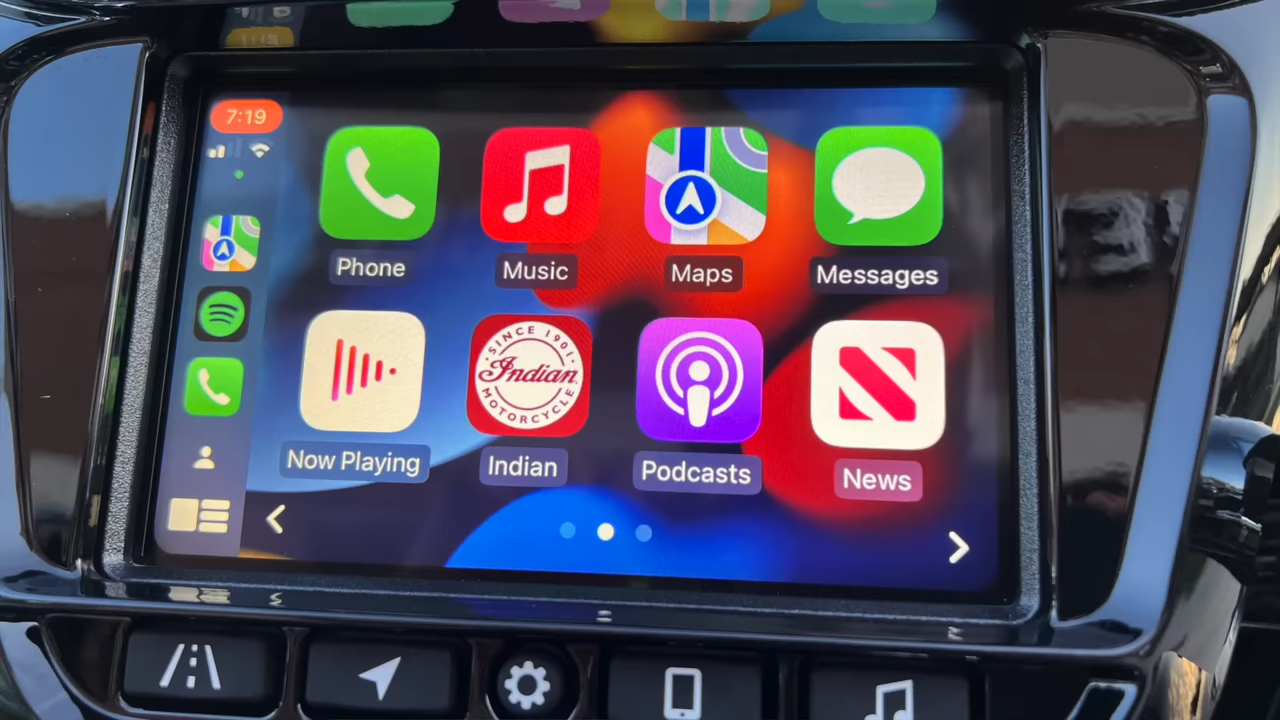 7:19
Phone
Music
Maps
Messages
SINCE 1901
Indian
MOTORCYCLE
Now Playing
Indian
Podcasts
News